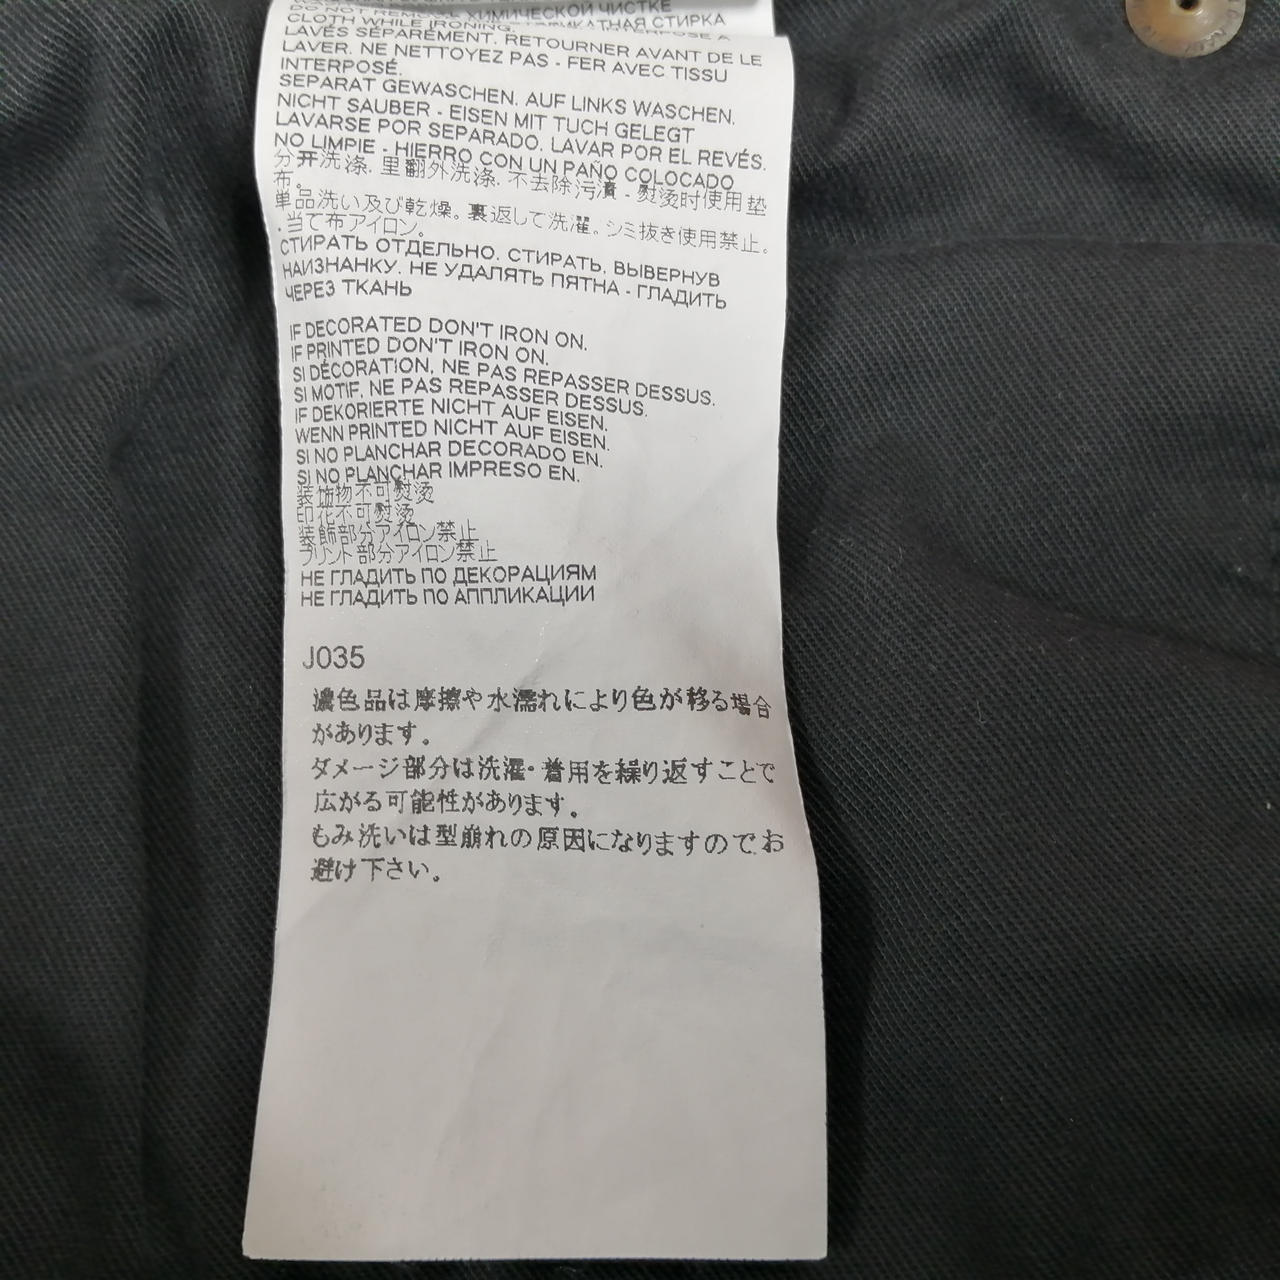 DO NOT REMOVE ХИМИЧЕСКОЙ ЧИСТКЕ
CLOTH WHILE IRONING. СТИРКА
LAVÉS SÉPARÉMENT. RETOURNER AVANT DE LE
LAVER. NE NETTOYEZ PAS - FER AVEC TISSU
INTERPOSÉ.
SEPARAT GEWASCHEN. AUF LINKS WASCHEN.
NICHT SAUBER - EISEN MIT TUCH GELEGT
LAVARSE POR SEPARADO. LAVAR POR EL REVÉS.
NO LIMPIE - HIERRO CON UN PAÑO COLOCADO
分开洗涤. 里翻外洗涤. 不去除污渍 - 熨烫时使用垫
布。
単品洗い及び乾燥。裏返して洗濯。シミ抜き使用禁止。
・当て布アイロン。
СТИРАТЬ ОТДЕЛЬНО. СТИРАТЬ, ВЫВЕРНУВ
НАИЗНАНКУ. НЕ УДАЛЯТЬ ПЯТНА - ГЛАДИТЬ
ЧЕРЕЗ ТКАНЬ
IF DECORATED DON'T IRON ON.
IF PRINTED DON'T IRON ON.
SI DÉCORATION, NE PAS REPASSER DESSUS.
SI MOTIF, NE PAS REPASSER DESSUS.
IF DEKORIERTE NICHT AUF EISEN.
WENN PRINTED NICHT AUF EISEN.
SI NO PLANCHAR DECORADO EN.
SI NO PLANCHAR IMPRESO EN.
装饰物不可熨烫
印花不可熨烫
装飾部分アイロン禁止
プリント部分アイロン禁止
НЕ ГЛАДИТЬ ПО ДЕКОРАЦИЯМ
НЕ ГЛАДИТЬ ПО АППЛИКАЦИИ
J035
濃色品は摩擦や水濡れにより色が移る場合
があります。
ダメージ部分は洗濯・着用を繰り返すことで
広がる可能性があります。
もみ洗いは型崩れの原因になりますのでお
避け下さい。